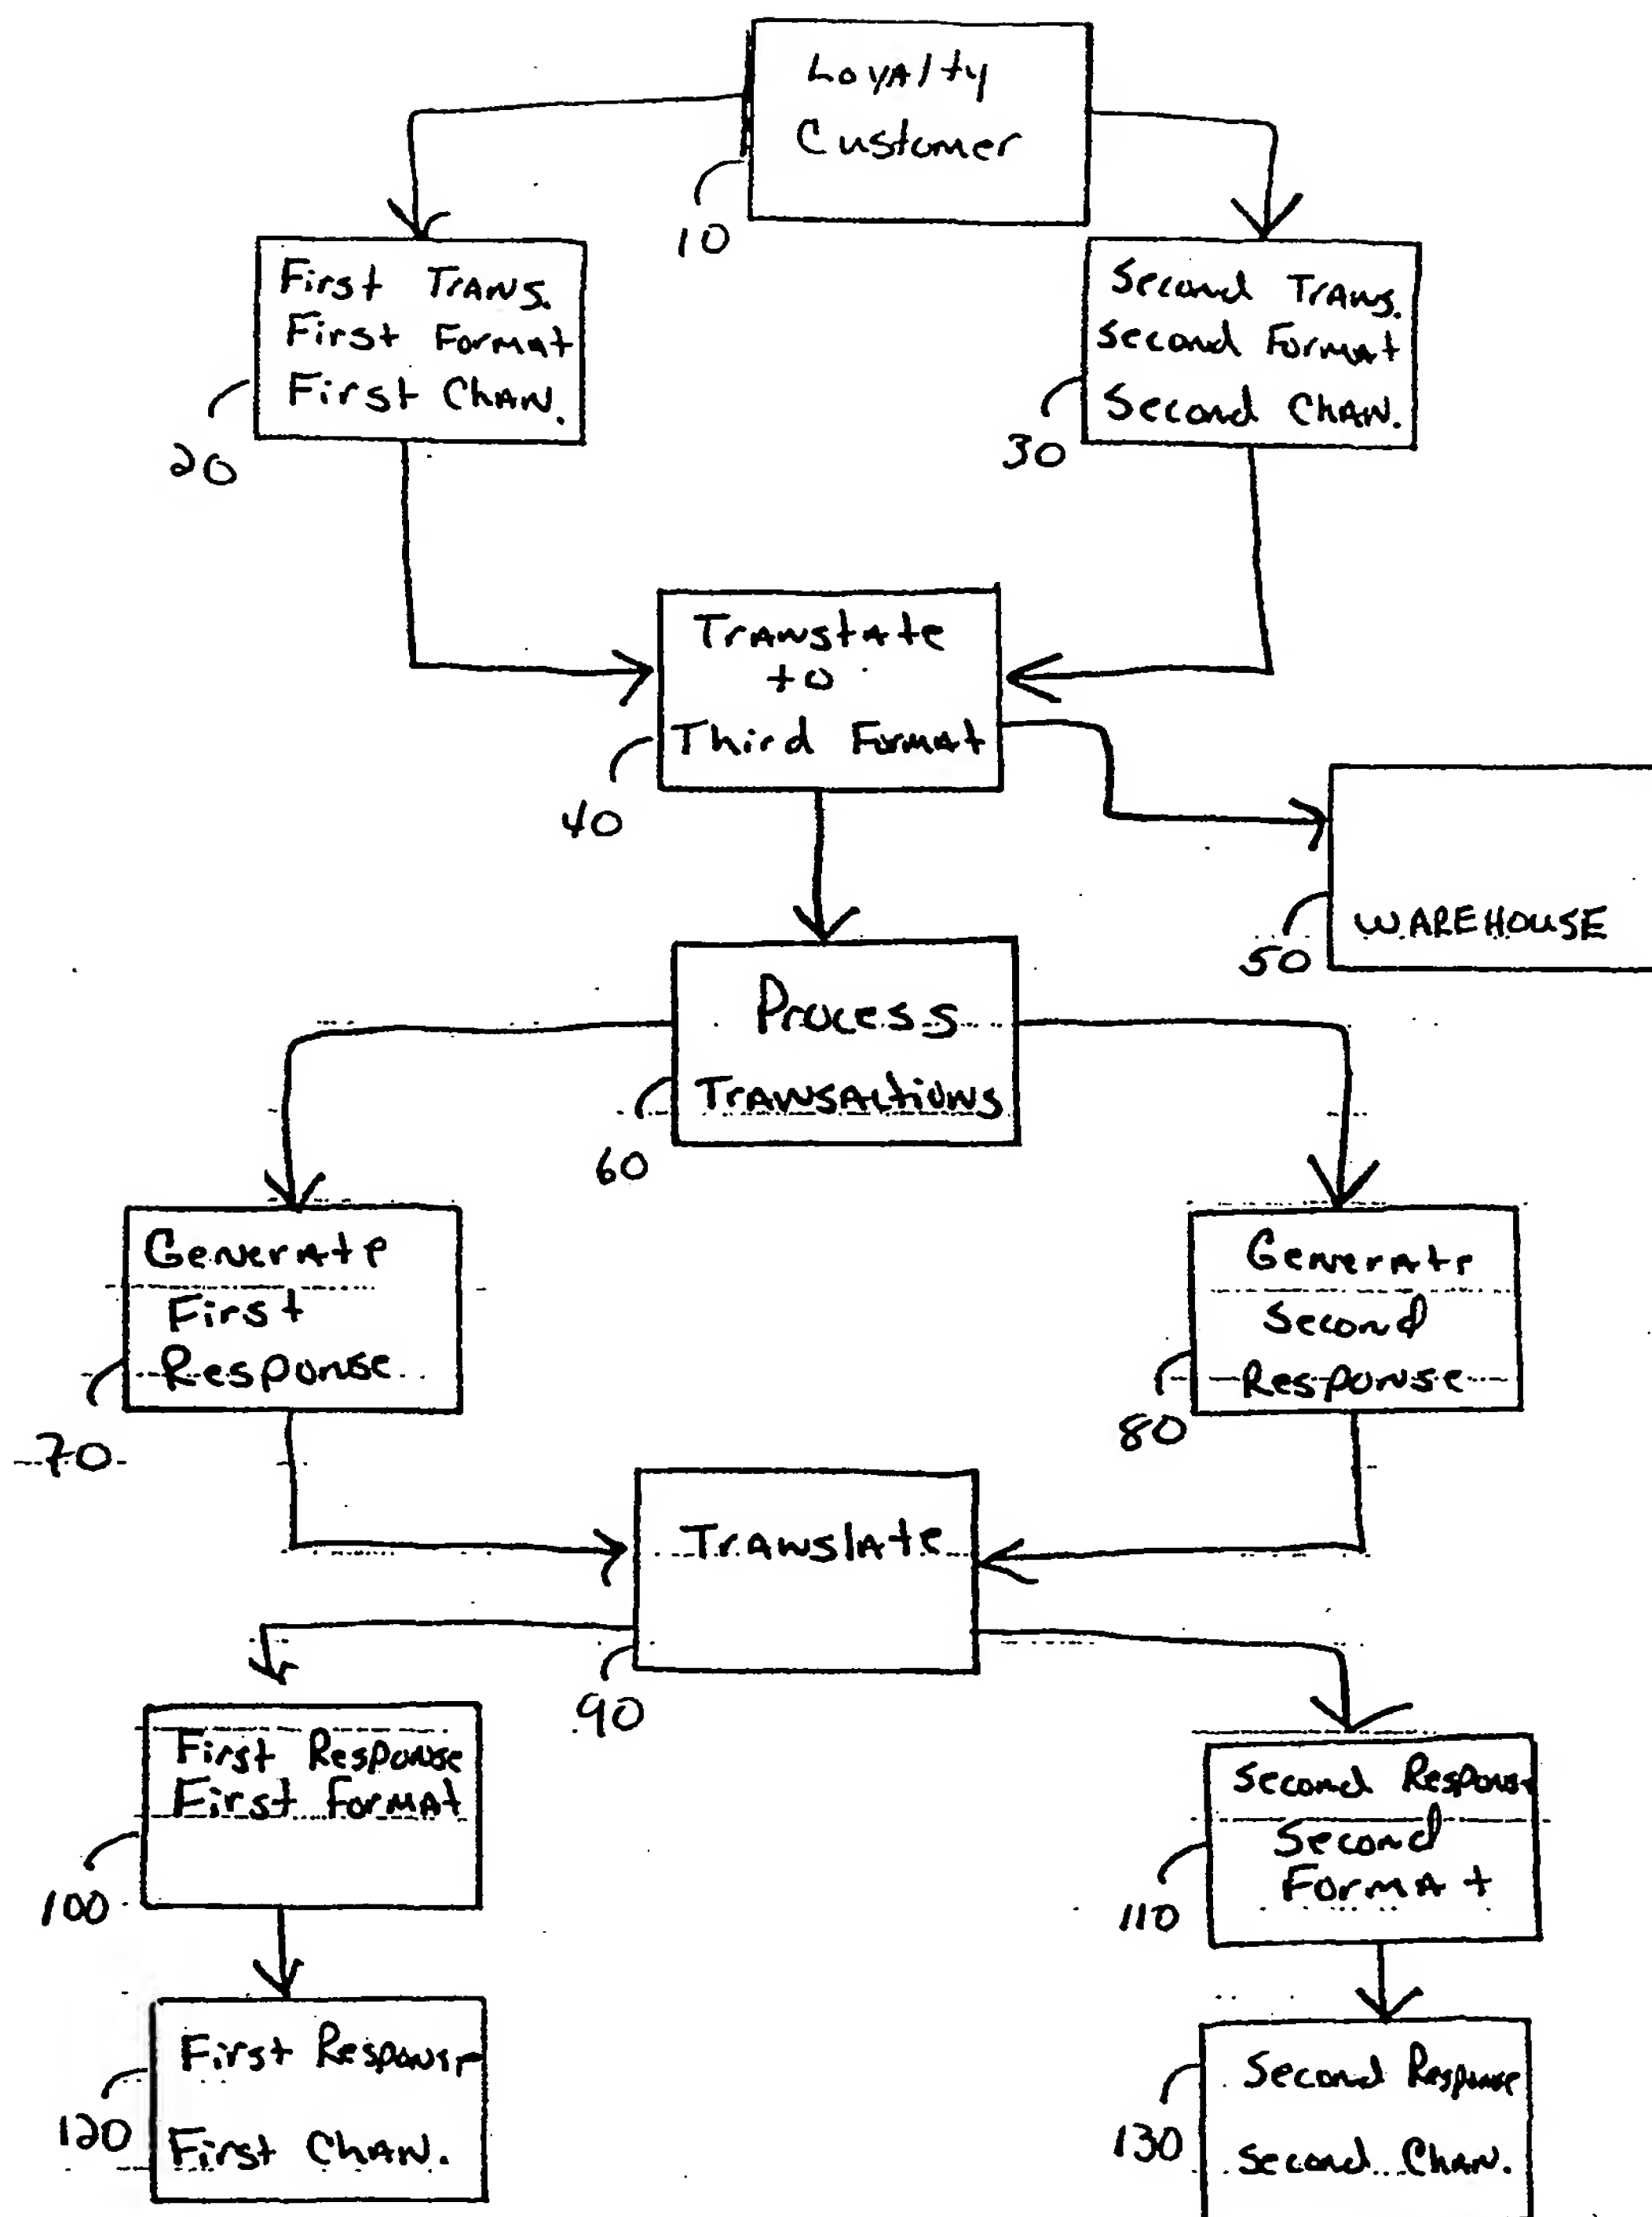 Loyalty
Customer
10
First Trans.
First Format
First Chan.
20
Second Trans.
Second Format
Second Chan.
30
Translate
to
Third Format
40
WAREHOUSE
50
Process
Transactions
60
Generate
First
Response
70
Generate
Second
Response
80
Translate
90
First Response
First Format
100
Second Response
Second
Format
110
First Response
First Chan.
120
Second Response
Second Chan.
130